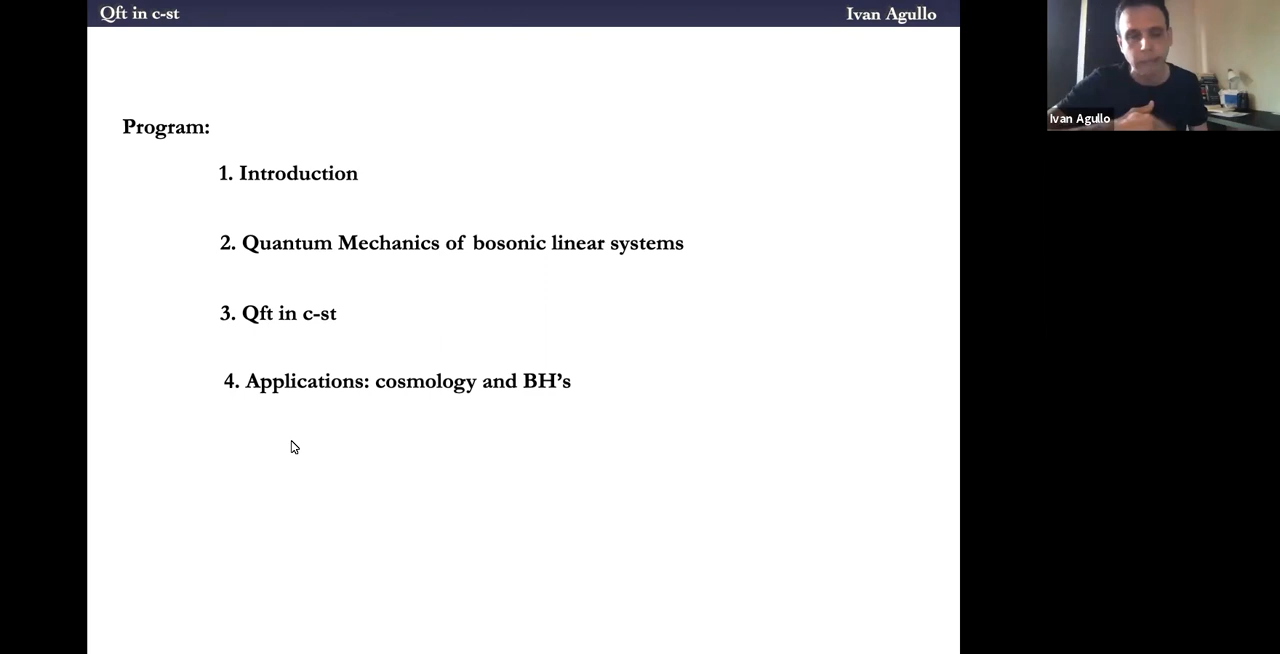 Qft in c-st
Ivan Agullo
Program:
1. Introduction
2. Quantum Mechanics of bosonic linear systems
3. Qft in c-st
4. Applications: cosmology and BH’s
Ivan Agullo